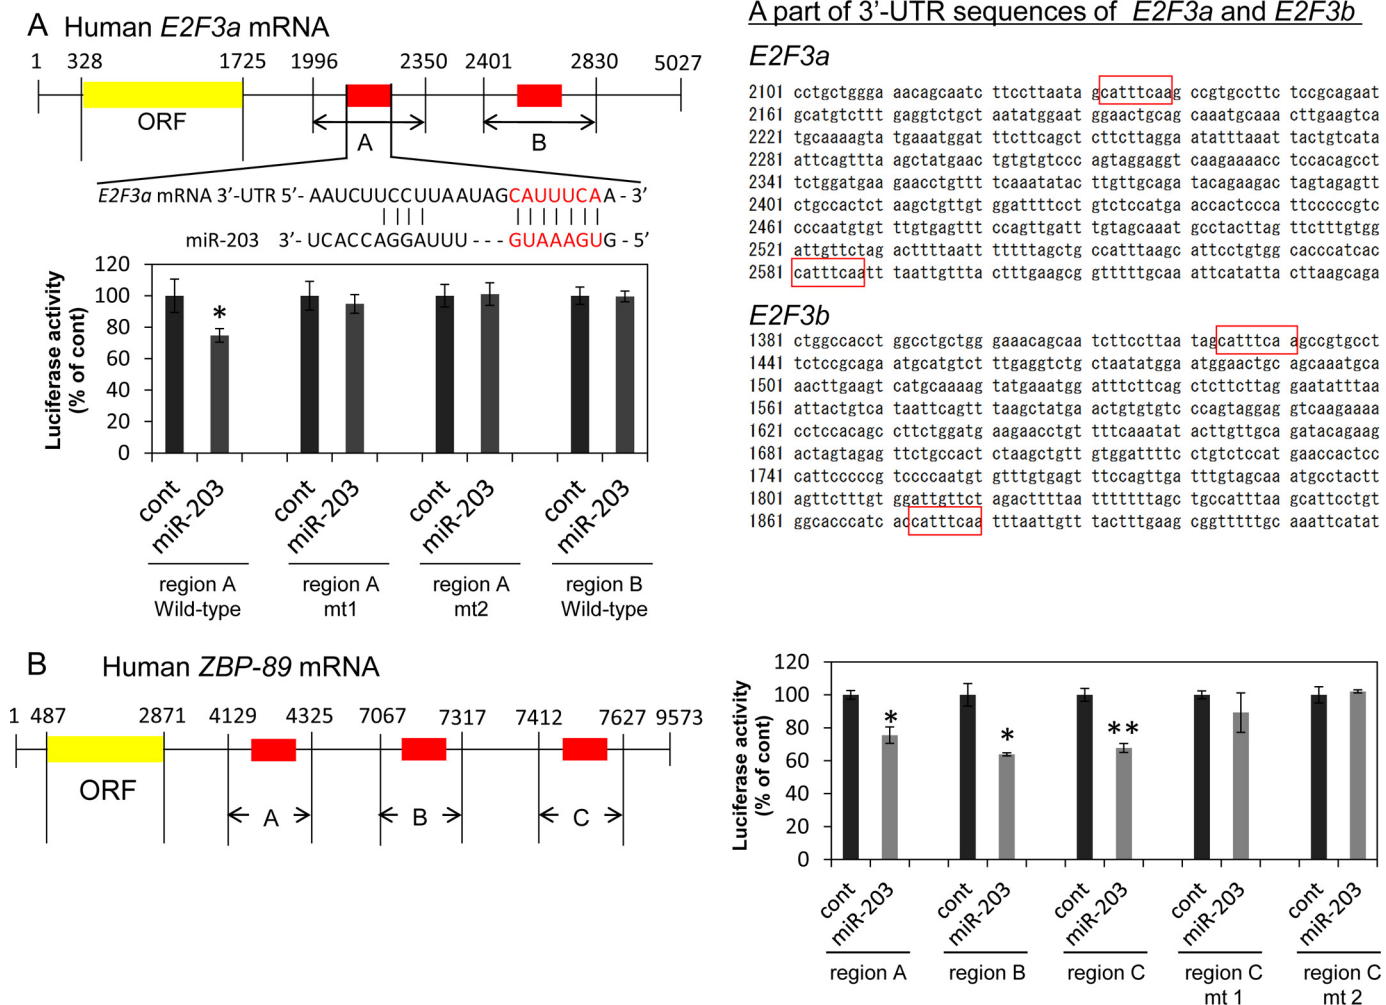 A Human E2F3a mRNA
1 328 1725 1996 2350 2401 2830 5027
ORF
A
B
E2F3a mRNA 3’-UTR 5’- AAUCUUCCUUAAUAGCAUUUCAA - 3’
miR-203 3’- UCACCAGGAUUU - - - GUAAAGUG - 5’
Luciferase activity
(% of cont)
120
100
80
60
40
20
0
*
cont miR-203 cont miR-203 cont miR-203 cont miR-203
region A region A region A region B
Wild-type mt1 mt2 Wild-type
A part of 3’-UTR sequences of E2F3a and E2F3b
E2F3a
2101 cctgctggga aacagcaatc ttccttaata gcatttcaag ccgtgccttc tccgcagaat
2161 gcatgtcttt gaggtctgct aatatggaat ggaactgcag caaatgcaaa cttgaagtca
2221 tgcaaaagta tgaaatggat ttcttcagct cttcttagga atatttaaat tactgtcata
2281 attcagttta agctatgaac tgtgtgtccc agtaggaggt caagaaaacc tccacagcct
2341 tctggatgaa gaacctgttt caaatatac ttgttgcaga tacagaagac tagtagagtt
2401 ctgccactct aagctgttgt ggattttcct gtctccatga accactccca ttcccccgtc
2461 cccaatgtgt ttgtgagttc cagttgattt tgtagcaaat gcctacttag ttctttgtgg
2521 attgttctag acttttaatt tttttagctg ccatttaagc attcctgtgg cacccatcac
2581 catttcaatt taattgttta ctttgaagcg gtttttgcaa attcatatta cttaagcaga
E2F3b
1381 ctggccacct ggcctgctgg gaaacagcaa tcttccttaa tagcatttca agccgtgcct
1441 tctccgcaga atgcatgtct ttgaggtctg ctaatatgga atggaactgc agcaaatgca
1501 aacttgaagt catgcaaaag tatgaaatgg atttcttcag ctcttcttag gaatatttaa
1561 attactgtca taattcagtt taagctatga actgtgtgtc ccagtaggag gtcaagaaaa
1621 cctccacagc cttctggatg aagaacctgt ttcaaatata cttgttgcaga gatacagaag
1681 actagtagag ttctgccact ctaagctgtt gtggattttc ctgtctccat gaaccactcc
1741 cattcccccg tccccaatgt gtttgtgagt ttccagttga tttgtagcaa atgcctactt
1801 agttctttgt ggattgttct agacttttaa tttttttagc tgccatttaa gcattcctgt
1861 ggcacccatc accatttcaa tttaattgtt tactttgaag cggtttttgc aaattcatat
B Human ZBP-89 mRNA
1 487 2871 4129 4325 7067 7317 7412 7627 9573
ORF
A B C
Luciferase activity
(% of cont)
120
100
80
60
40
20
0
* * **
cont miR-203 cont miR-203 cont miR-203 cont miR-203 cont miR-203
region A region B region C region C region C
mt 1 mt 2